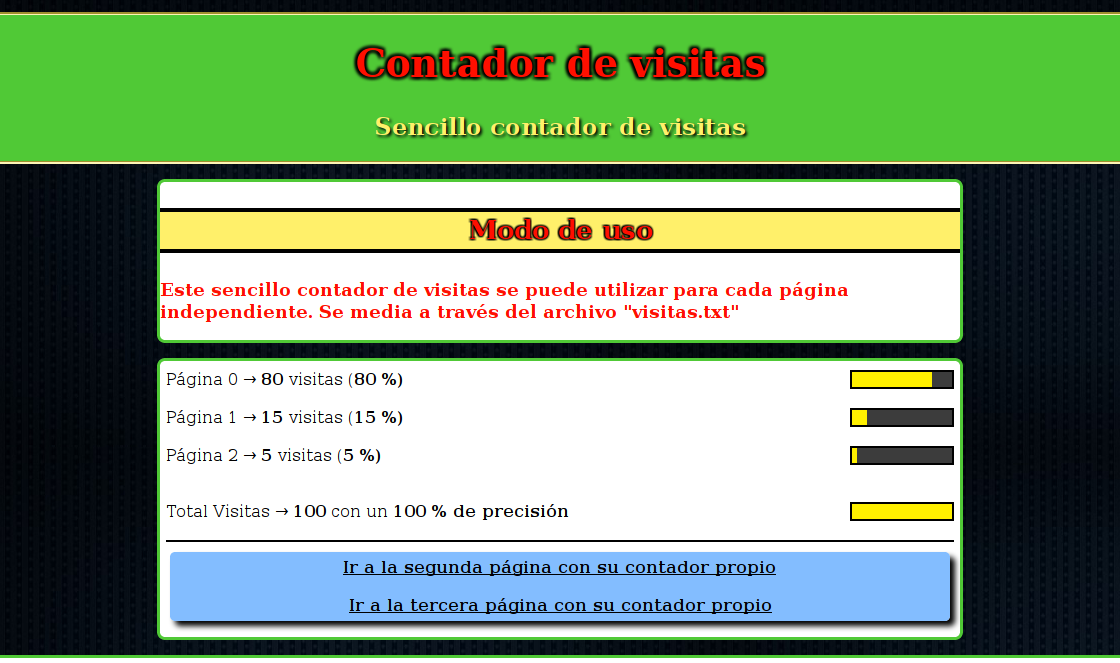 Contador de visitas
Sencillo contador de visitas
Modo de uso
Este sencillo contador de visitas se puede utilizar para cada página
independiente. Se media a través del archivo "visitas.txt"
Página 0 → 80 visitas (80 %)
Página 1 → 15 visitas (15 %)
Página 2 → 5 visitas (5 %)
Total Visitas → 100 con un 100 % de precisión
Ir a la segunda página con su contador propio
Ir a la tercera página con su contador propio